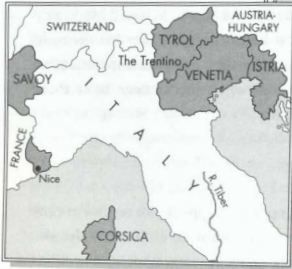 SWITZERLAND
AUSTRIA-
HUNGARY
TYROL
The Trentino
ISTRIA
VENETIA
SAVOY
ITALY
FRANCE
Nice
R. Tiber
CORSICA